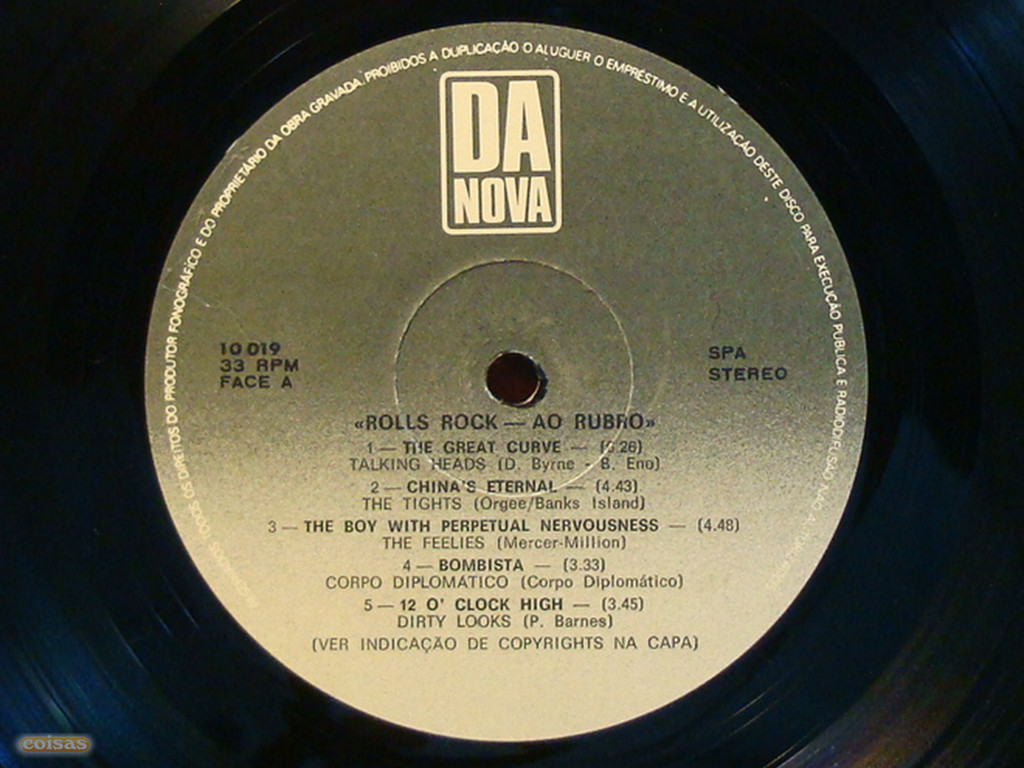 TODOS OS DIREITOS DO PRODUTOR FONOGRÁFICO E DO PROPRIETÁRIO DA OBRA GRAVADA. PROIBIDOS A DUPLICAÇÃO O ALUGUER O EMPRÉSTIMO E A UTILIZAÇÃO DESTE DISCO PARA EXECUÇÃO PUBLICA E RADIODIFUSÃO NÃO
DA
NOVA
10 019
33 RPM
FACE A
SPA
STEREO
«ROLLS ROCK — AO RUBRO»
1 — THE GREAT CURVE — (6.26)
TALKING HEADS (D. Byrne - B. Eno)
2 — CHINA'S ETERNAL — (4.43)
THE TIGHTS (Orgee/Banks Island)
3 — THE BOY WITH PERPETUAL NERVOUSNESS — (4.48)
THE FEELIES (Mercer-Million)
4 — BOMBISTA — (3.33)
CORPO DIPLOMÁTICO (Corpo Diplomático)
5 — 12 O' CLOCK HIGH — (3.45)
DIRTY LOOKS (P. Barnes)
(VER INDICAÇÃO DE COPYRIGHTS NA CAPA)
coisas